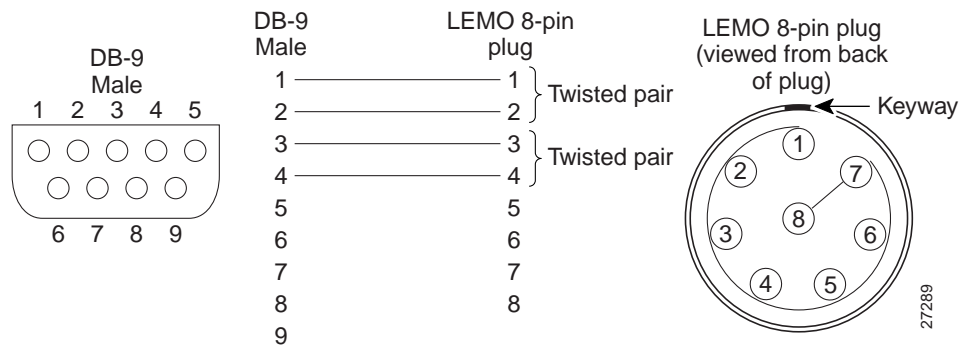 DB-9
Male
1 2 3 4 5
6 7 8 9
DB-9
Male
LEMO 8-pin
plug
1 1
2 2
Twisted pair
3 3
4 4
Twisted pair
5 5
6 6
7 7
8 8
9
LEMO 8-pin plug
(viewed from back
of plug)
Keyway
1
2
7
8
3
6
4
5
27289